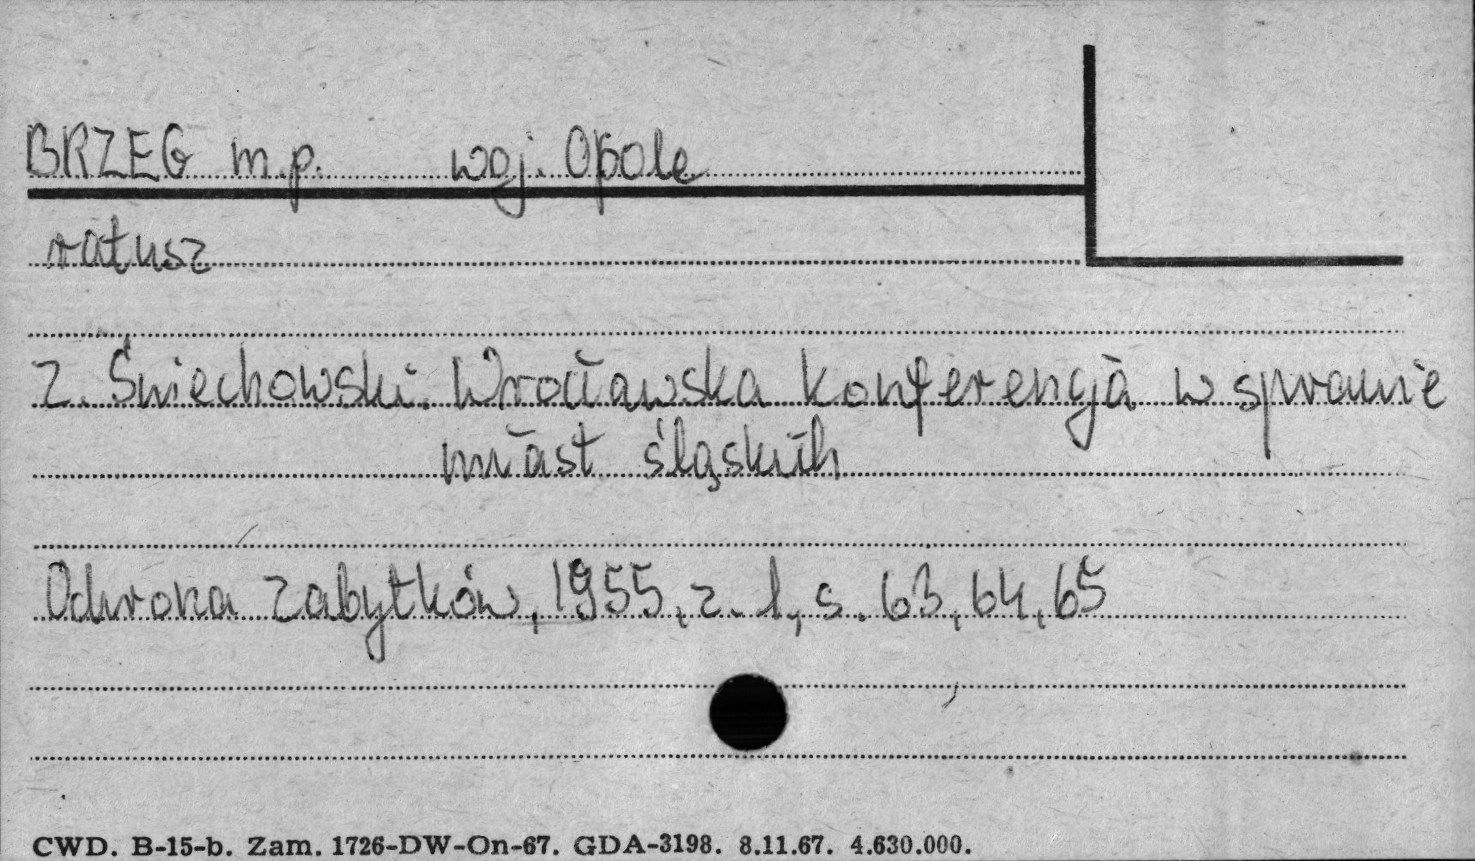 BRZEG m.p. woj. Opole
ratusz
Z. Świechowski. Wrocławska konferencja w sprawie
miast śląskich
Ochrona Zabytków, 1955, z. 1, s. 63, 64, 65
CWD. B-15-b. Zam. 1726-DW-On-67. GDA-3198. 8.11.67. 4.630.000.